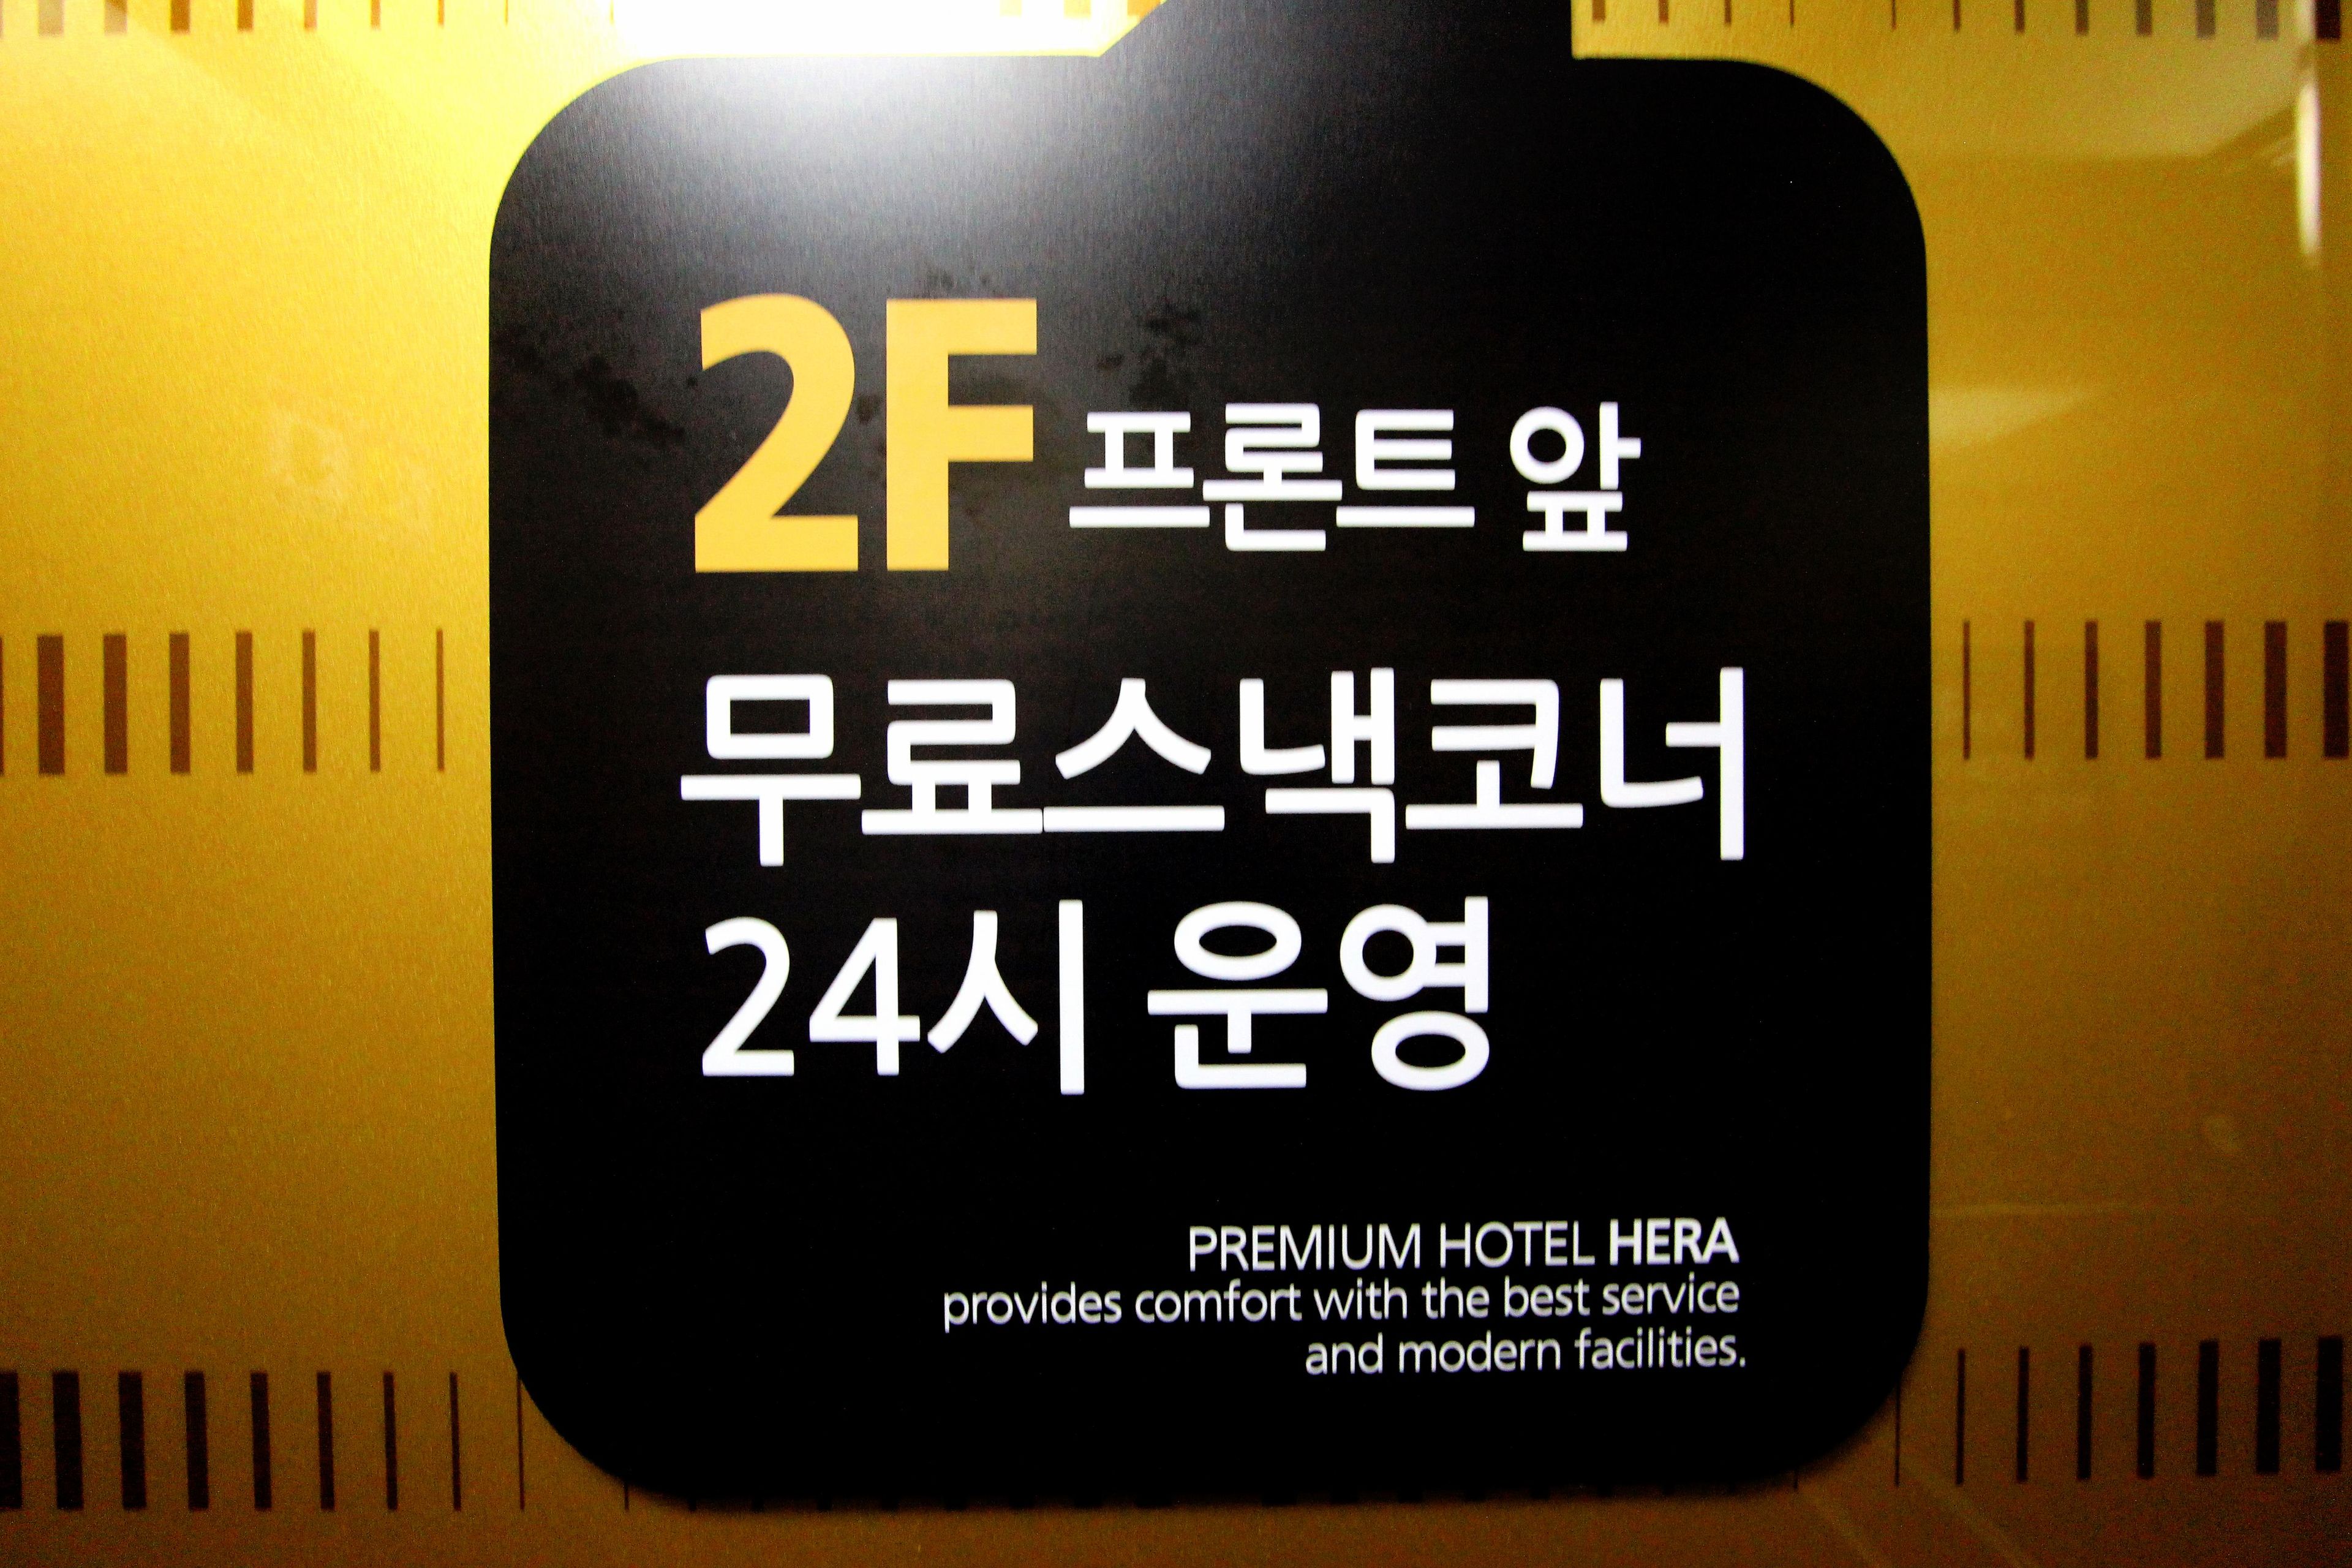 2F 프론트 앞
무료스낵코너
24시 운영
PREMIUM HOTEL HERA
provides comfort with the best service
and modern facilities.